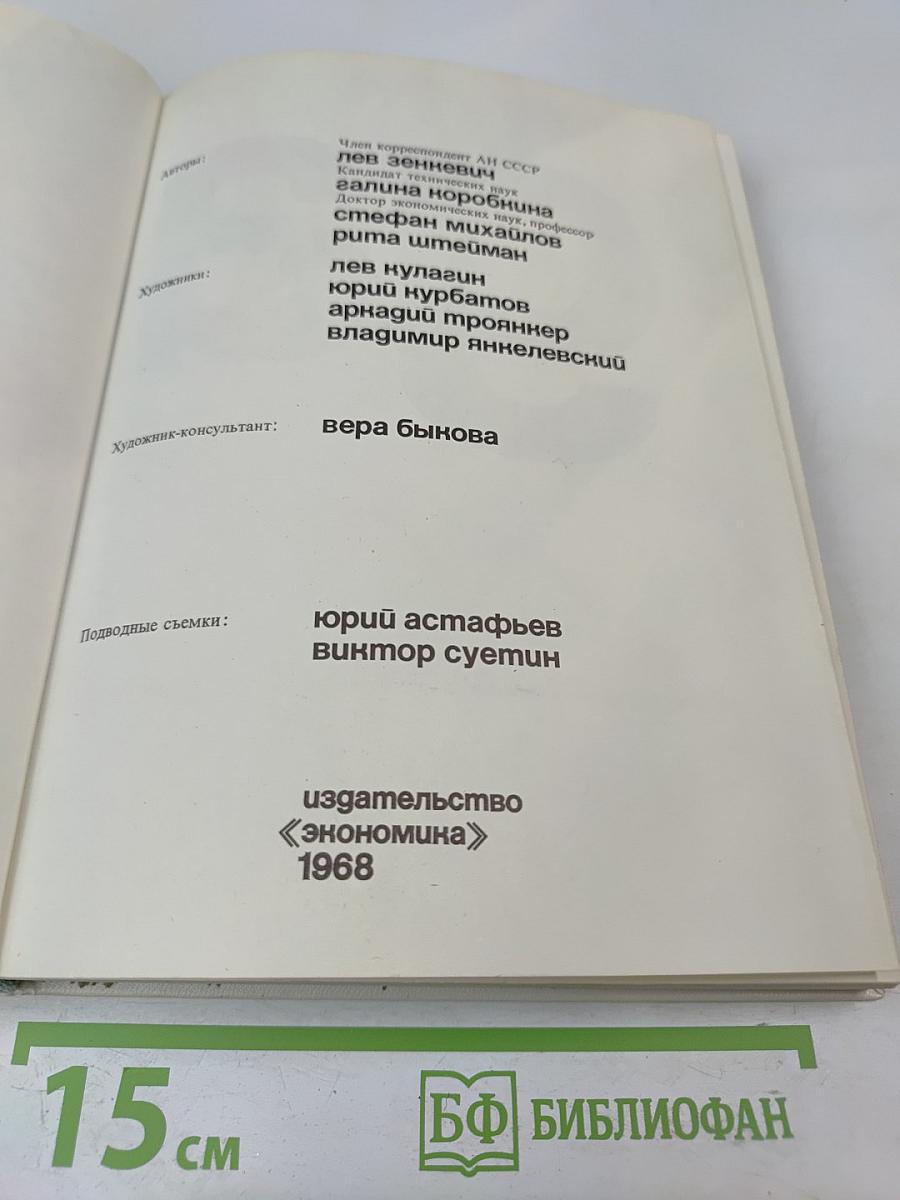 Авторы:
Член корреспондент АН СССР
лев зенкевич
Кандидат технических наук
галина коробкина
Доктор экономических наук, профессор
стефан михайлов
рита штейман
Художники:
лев кулагин
юрий курбатов
аркадий троянкер
владимир янкелевский
Художник-консультант:
вера быкова
Подводные съемки:
юрий астафьев
виктор суетин
издательство
«экономика»
1968
15 см
БФ БИБЛИОФАН